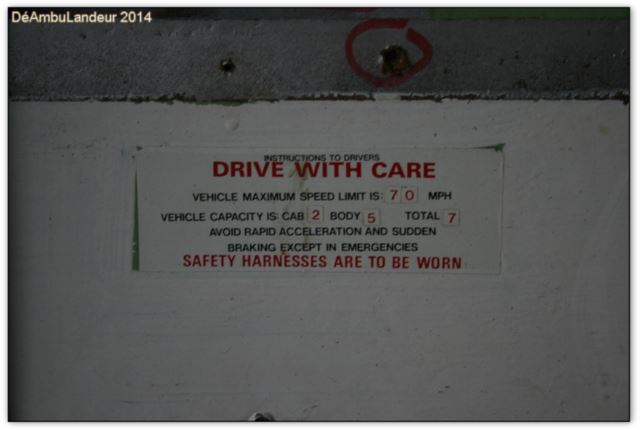 DéAmbuLandeur 2014
INSTRUCTIONS TO DRIVERS
DRIVE WITH CARE
VEHICLE MAXIMUM SPEED LIMIT IS: 70 MPH
VEHICLE CAPACITY IS: CAB 2 BODY 5 TOTAL 7
AVOID RAPID ACCELERATION AND SUDDEN
BRAKING EXCEPT IN EMERGENCIES
SAFETY HARNESSES ARE TO BE WORN